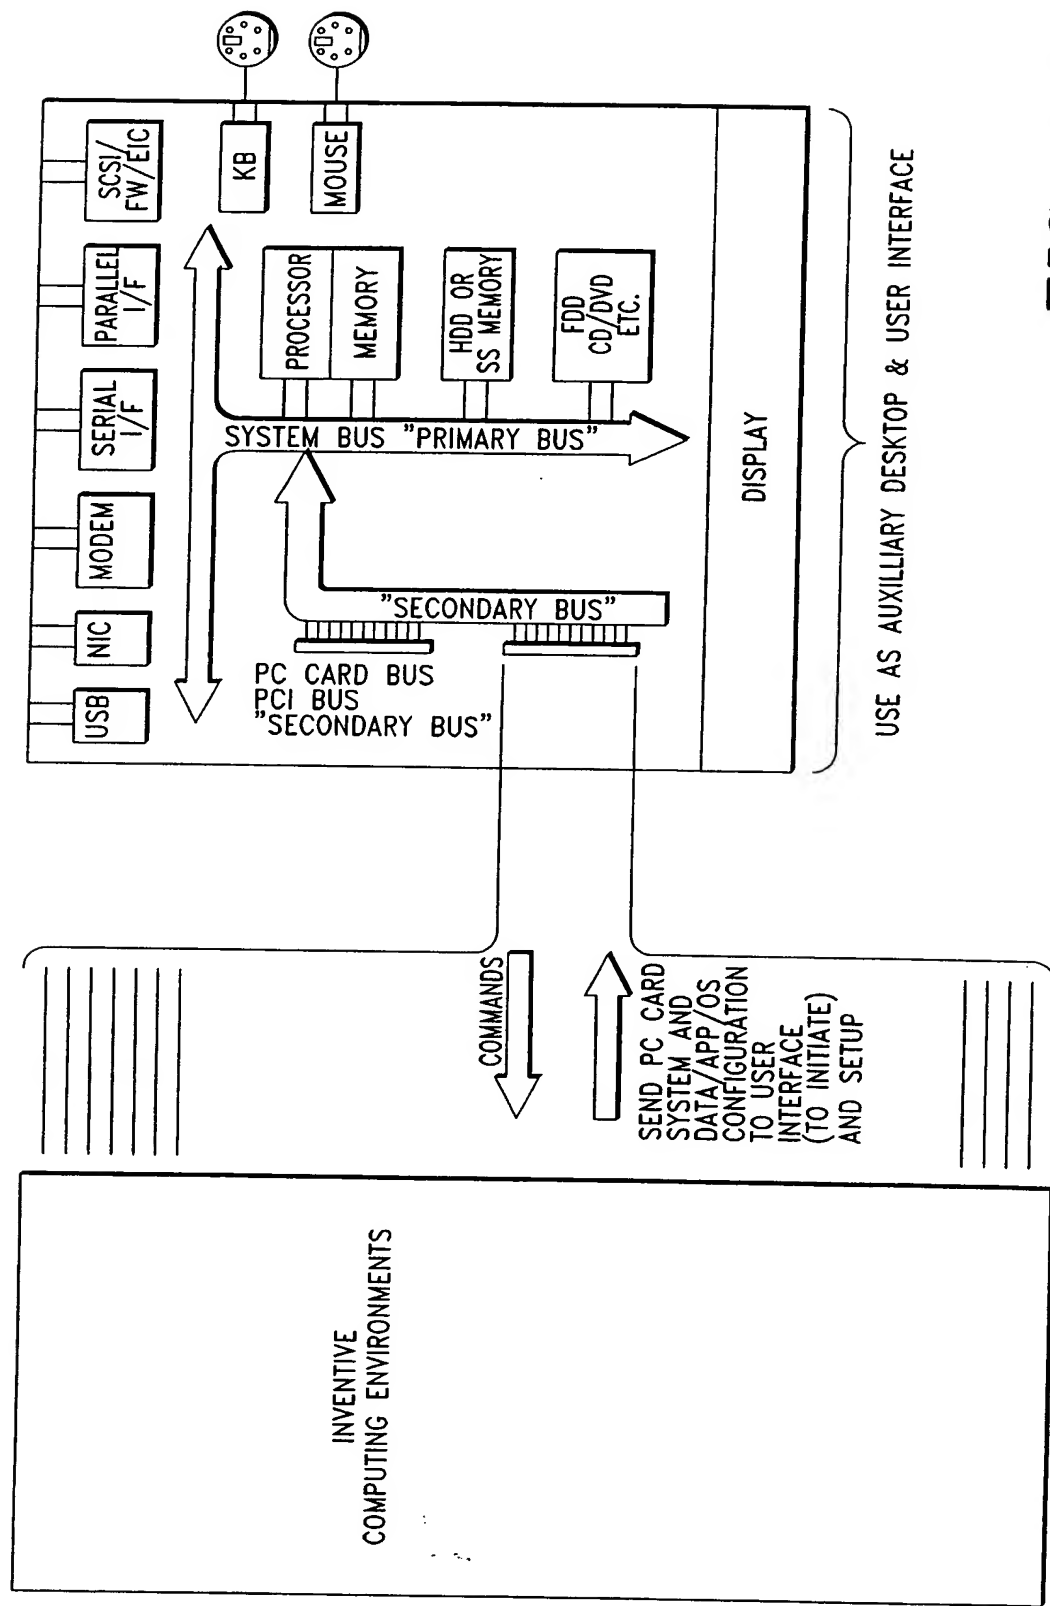 INVENTIVE
COMPUTING ENVIRONMENTS
COMMANDS
SEND PC CARD
SYSTEM AND
DATA/APP/OS
CONFIGURATION
TO USER
INTERFACE
(TO INITIATE)
AND SETUP
USB
NIC
MODEM
SERIAL
I/F
PARALLEL
I/F
SCSI/
FW/EIC
KB
MOUSE
PROCESSOR
MEMORY
HDD OR
SS MEMORY
FDD
CD/DVD
ETC.
SYSTEM BUS "PRIMARY BUS"
"SECONDARY BUS"
PC CARD BUS
PCI BUS
"SECONDARY BUS"
DISPLAY
USE AS AUXILLIARY DESKTOP & USER INTERFACE